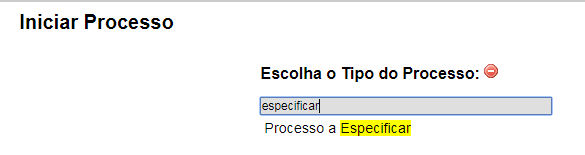 Iniciar Processo
Escolha o Tipo do Processo:
especificar
Processo a Especificar